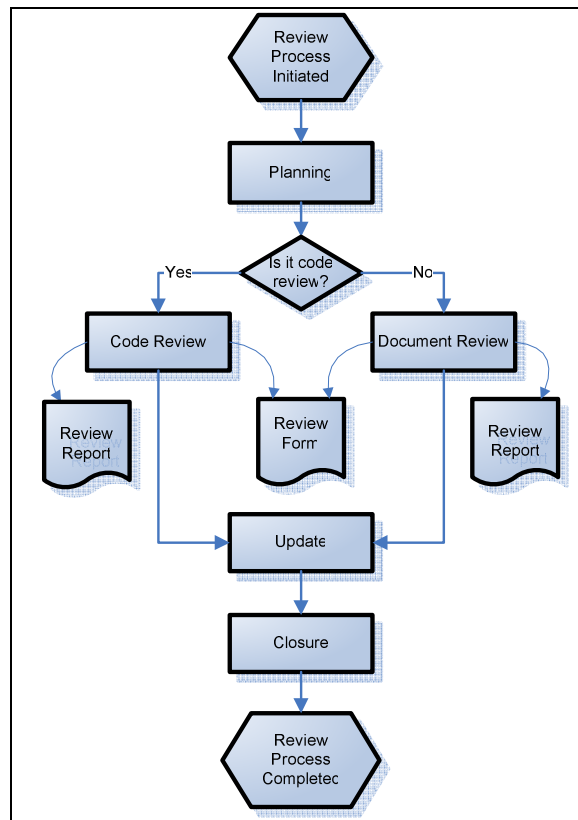 Review
Process
Initiated
Planning
Is it code
review?
Yes
No
Code Review
Document Review
Review
Report
Review
Form
Review
Report
Update
Closure
Review
Process
Completed